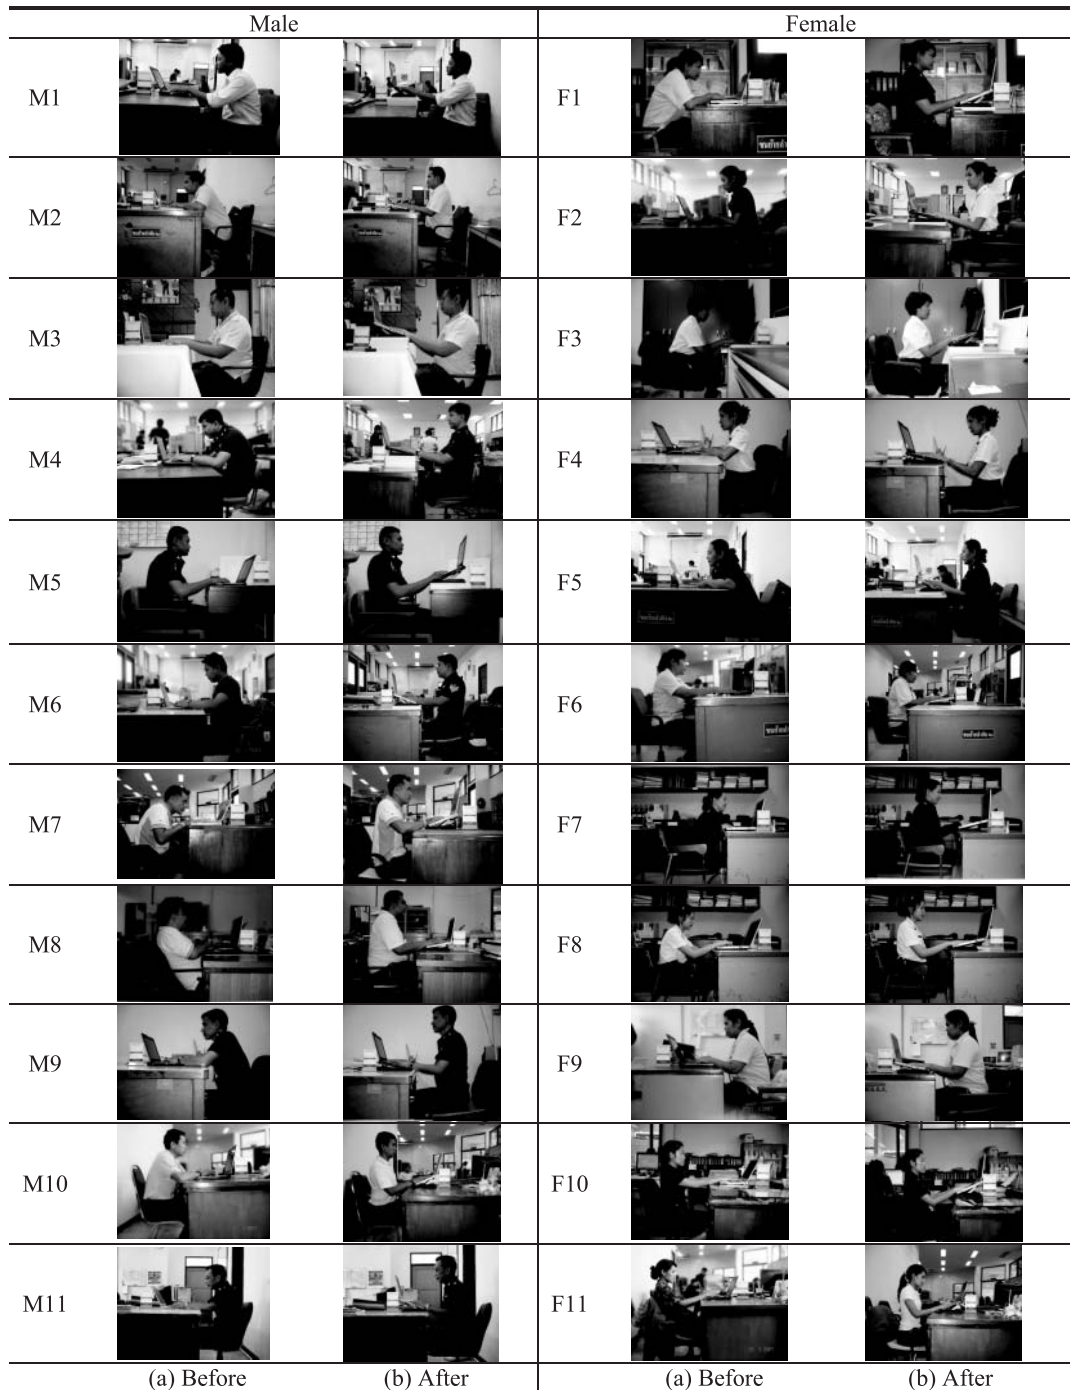 Male Female
M1 F1
M2 F2
M3 F3
M4 F4
M5 F5
M6 F6
M7 F7
M8 F8
M9 F9
M10 F10
M11 F11
(a) Before (b) After (a) Before (b) After